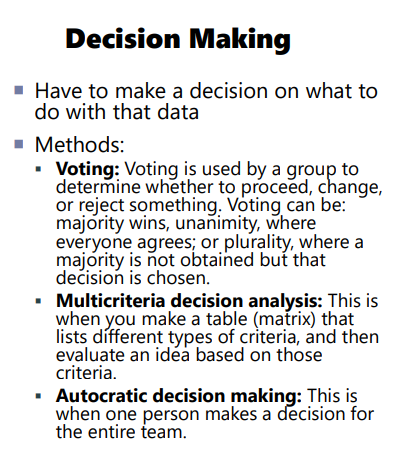 Decision Making
Have to make a decision on what to
do with that data
Methods:
Voting: Voting is used by a group to
determine whether to proceed, change,
or reject something. Voting can be:
majority wins, unanimity, where
everyone agrees; or plurality, where a
majority is not obtained but that
decision is chosen.
Multicriteria decision analysis: This is
when you make a table (matrix) that
lists different types of criteria, and then
evaluate an idea based on those
criteria.
Autocratic decision making: This is
when one person makes a decision for
the entire team.